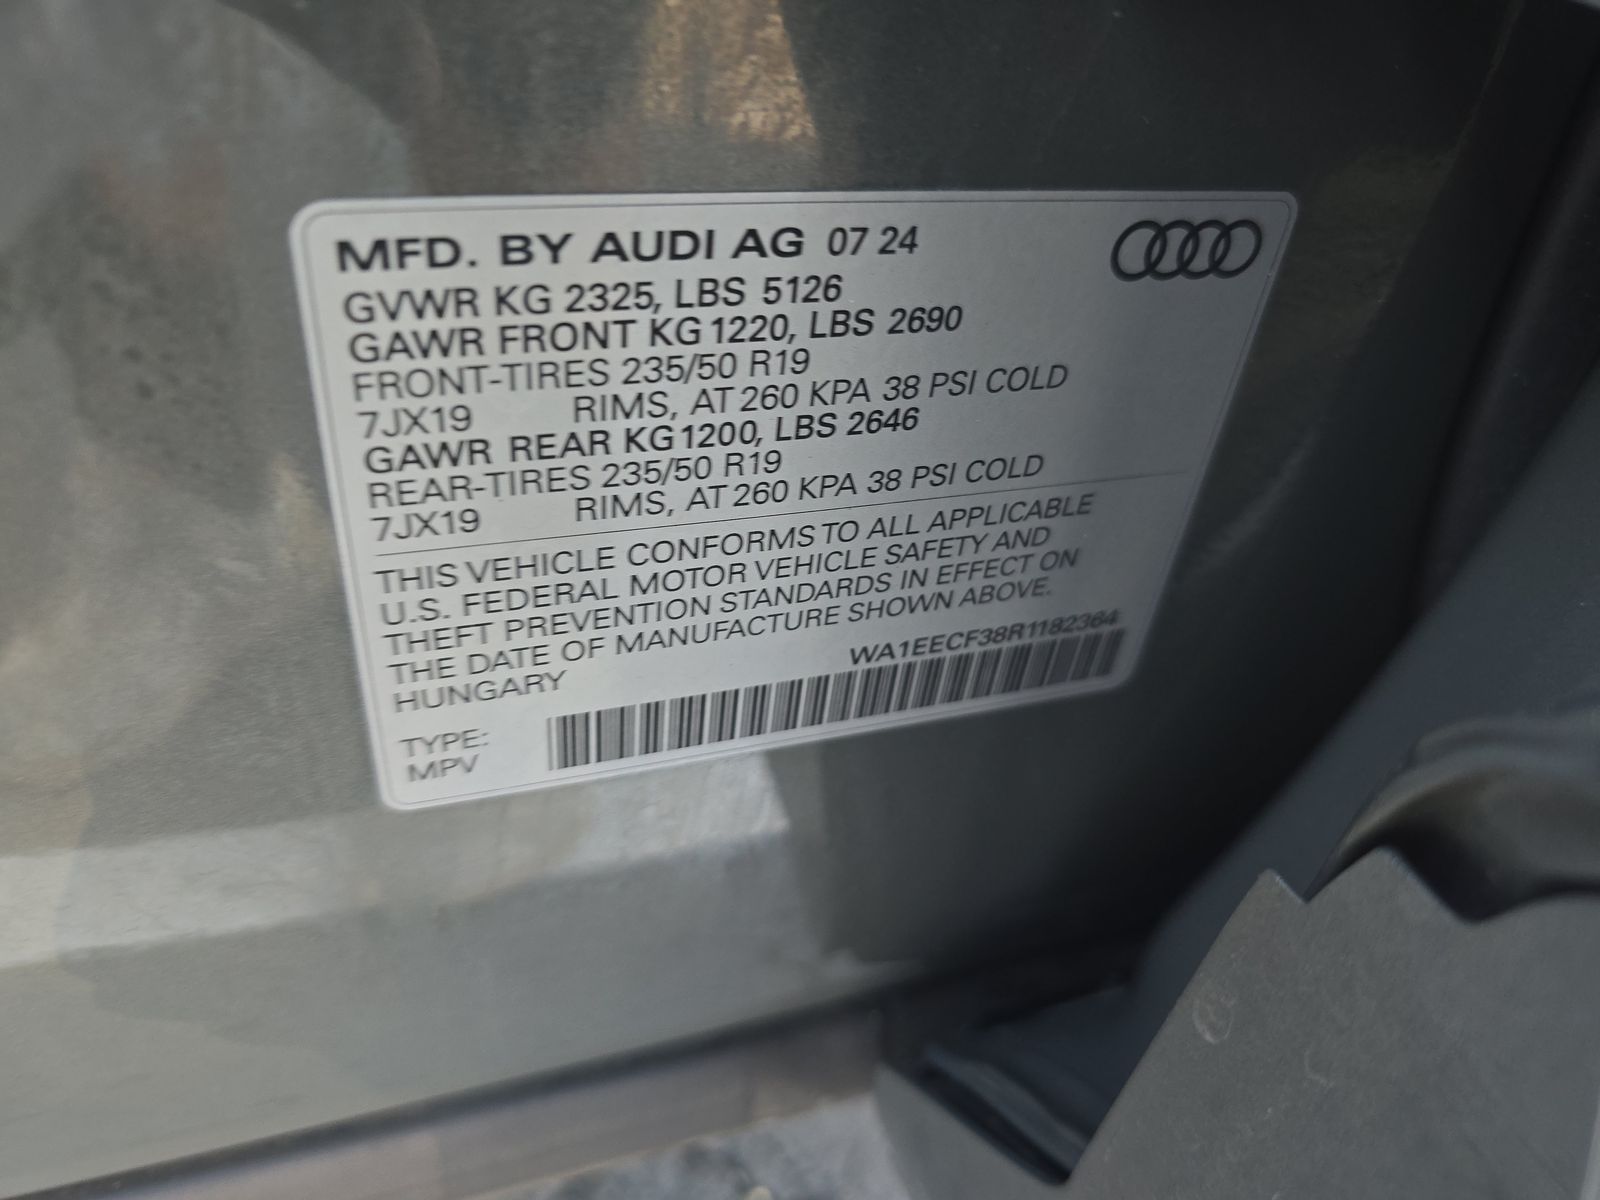 MFD. BY AUDI AG 07 24
GVWR KG 2325, LBS 5126
GAWR FRONT KG 1220, LBS 2690
FRONT-TIRES 235/50 R19
7JX19 RIMS, AT 260 KPA 38 PSI COLD
GAWR REAR KG 1200, LBS 2646
REAR-TIRES 235/50 R19
7JX19 RIMS, AT 260 KPA 38 PSI COLD
THIS VEHICLE CONFORMS TO ALL APPLICABLE
U.S. FEDERAL MOTOR VEHICLE SAFETY AND
THEFT PREVENTION STANDARDS IN EFFECT ON
THE DATE OF MANUFACTURE SHOWN ABOVE.
HUNGARY WA1EECF38R1182364
TYPE:
MPV